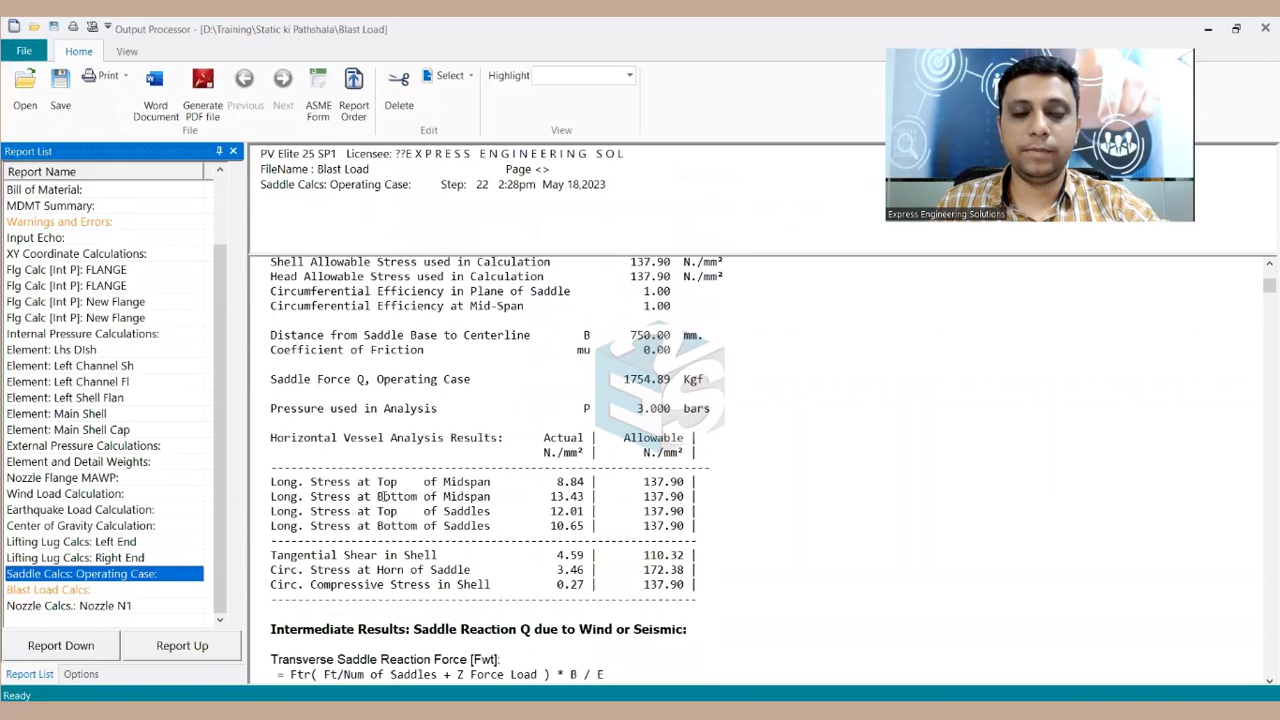 Output Processor - [D:\Training\Static ki Pathshala\Blast Load]
File
Home
View
Open
Save
Print
Word Document
Generate PDF file
Previous
Next
ASME Form
Report Order
File
Delete
Select
Edit
Highlight
View
Report List
Report Name
Bill of Material:
MDMT Summary:
Warnings and Errors:
Input Echo:
XY Coordinate Calculations:
Flg Calc [Int P]: FLANGE
Flg Calc [Int P]: FLANGE
Flg Calc [Int P]: New Flange
Flg Calc [Int P]: New Flange
Internal Pressure Calculations:
Element: Lhs Dish
Element: Left Channel Sh
Element: Left Channel Fl
Element: Left Shell Flan
Element: Main Shell
Element: Main Shell Cap
External Pressure Calculations:
Element and Detail Weights:
Nozzle Flange MAWP:
Wind Load Calculation:
Earthquake Load Calculation:
Center of Gravity Calculation:
Lifting Lug Calcs: Left End
Lifting Lug Calcs: Right End
Saddle Calcs: Operating Case:
Blast Load Calcs:
Nozzle Calcs.: Nozzle N1
Report Down
Report Up
Report List
Options
Ready
PV Elite 25 SP1 Licensee: ??E X P R E S S E N G I N E E R I N G S O L
FileName : Blast Load Page <>
Saddle Calcs: Operating Case: Step: 22 2:28pm May 18,2023
Shell Allowable Stress used in Calculation 137.90 N./mm²
Head Allowable Stress used in Calculation 137.90 N./mm²
Circumferential Efficiency in Plane of Saddle 1.00
Circumferential Efficiency at Mid-Span 1.00
Distance from Saddle Base to Centerline B 750.00 mm.
Coefficient of Friction mu 0.00
Saddle Force Q, Operating Case 1754.89 Kgf
Pressure used in Analysis P 3.000 bars
Horizontal Vessel Analysis Results: Actual | Allowable |
N./mm² | N./mm² |
Long. Stress at Top of Midspan 8.84 | 137.90 |
Long. Stress at Bottom of Midspan 13.43 | 137.90 |
Long. Stress at Top of Saddles 12.01 | 137.90 |
Long. Stress at Bottom of Saddles 10.65 | 137.90 |
Tangential Shear in Shell 4.59 | 110.32 |
Circ. Stress at Horn of Saddle 3.46 | 172.38 |
Circ. Compressive Stress in Shell 0.27 | 137.90 |
Intermediate Results: Saddle Reaction Q due to Wind or Seismic:
Transverse Saddle Reaction Force [Fwt]:
= Ftr( Ft/Num of Saddles + Z Force Load ) * B / E
Express Engineering Solutions
EES